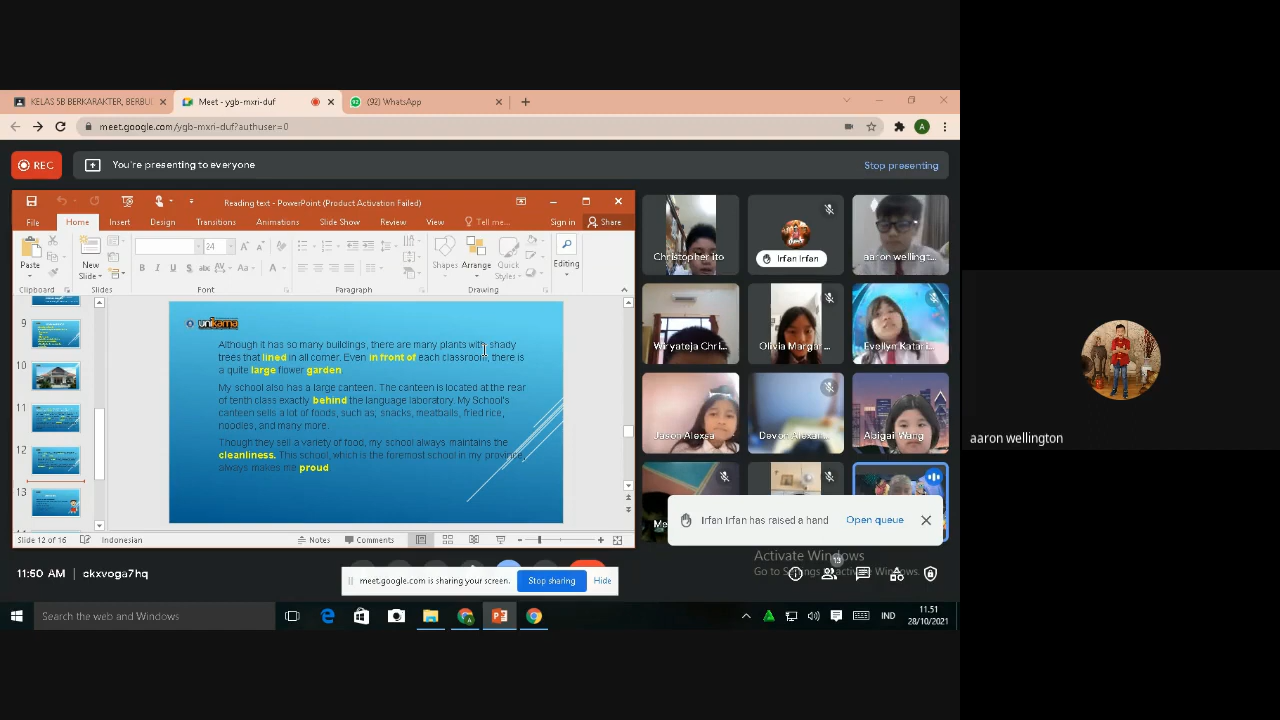 KELAS 5B BERKARAKTER, BERBU
Meet - ygb-mxri-duf
(92) WhatsApp
meet.google.com/ygb-mxri-duf?authuser=0
A
REC
You're presenting to everyone
Stop presenting
Reading text - PowerPoint (Product Activation Failed)
File Home Insert Design Transitions Animations Slide Show Review View Tell me... Sign in Share
24
Paste
New
Slide
Shapes
Arrange
Quick
Styles
Editing
Clipboard
Slides
Font
Paragraph
Drawing
9
10
11
12
13
unikama
Although it has so many buildings, there are many plants with shady
trees that lined in all corner. Even in front of each classroom, there is
a quite large flower garden
My school also has a large canteen. The canteen is located at the rear
of tenth class exactly behind the language laboratory. My School's
canteen sells a lot of foods, such as; snacks, meatballs, fried rice,
noodles, and many more.
Though they sell a variety of food, my school always maintains the
cleanliness. This school, which is the foremost school in my province,
always makes me proud
Slide 12 of 16
Indonesian
Notes
Comments
Christopher ito
Irfan Irfan
aaron wellingt...
Wiryateja Chri...
Olivia Margar...
Evellyn Katari...
Jason Alexsa
Devon Alexan...
Abigail Wang
Me
Irfan Irfan has raised a hand
Open queue
Activate Windows
Go to Settings to activate Windows.
13
11:50 AM | ckxvoga7hq
meet.google.com is sharing your screen.
Stop sharing
Hide
Search the web and Windows
IND
11.51
28/10/2021
aaron wellington